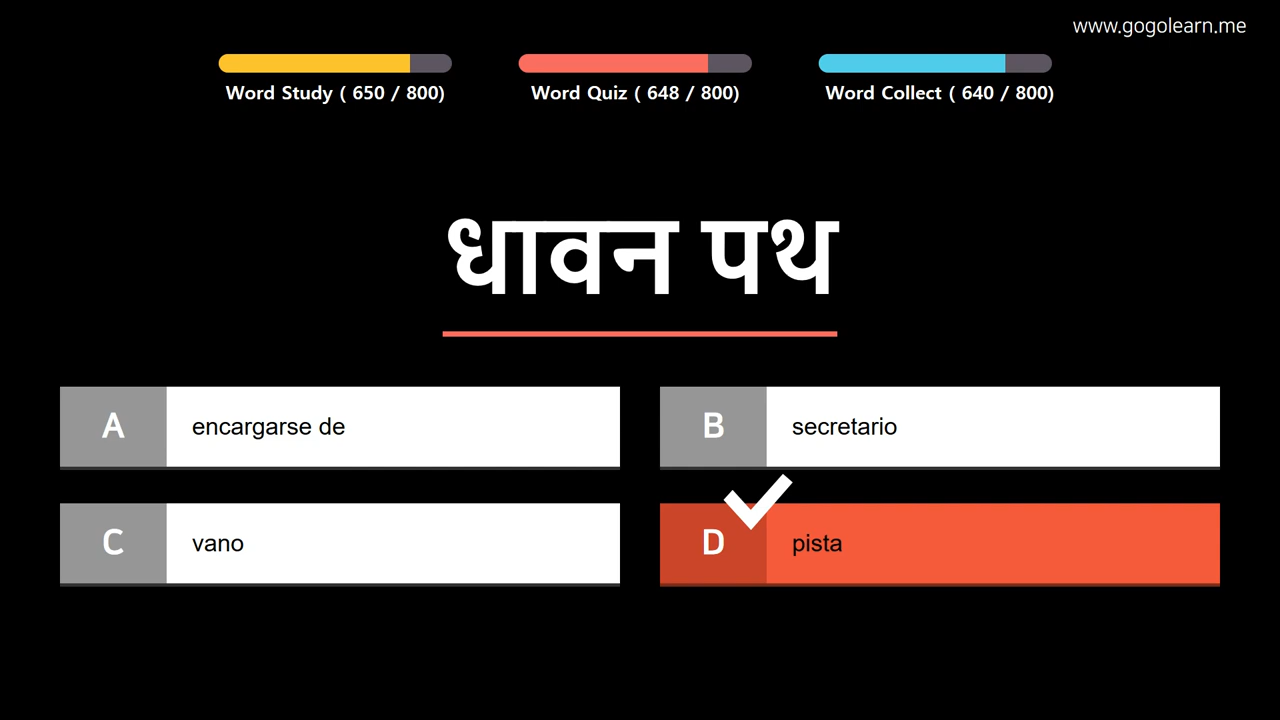 www.gogolearn.me
Word Study ( 650 / 800)
Word Quiz ( 648 / 800)
Word Collect ( 640 / 800)
धावन पथ
A encargarse de
B secretario
C vano
D pista